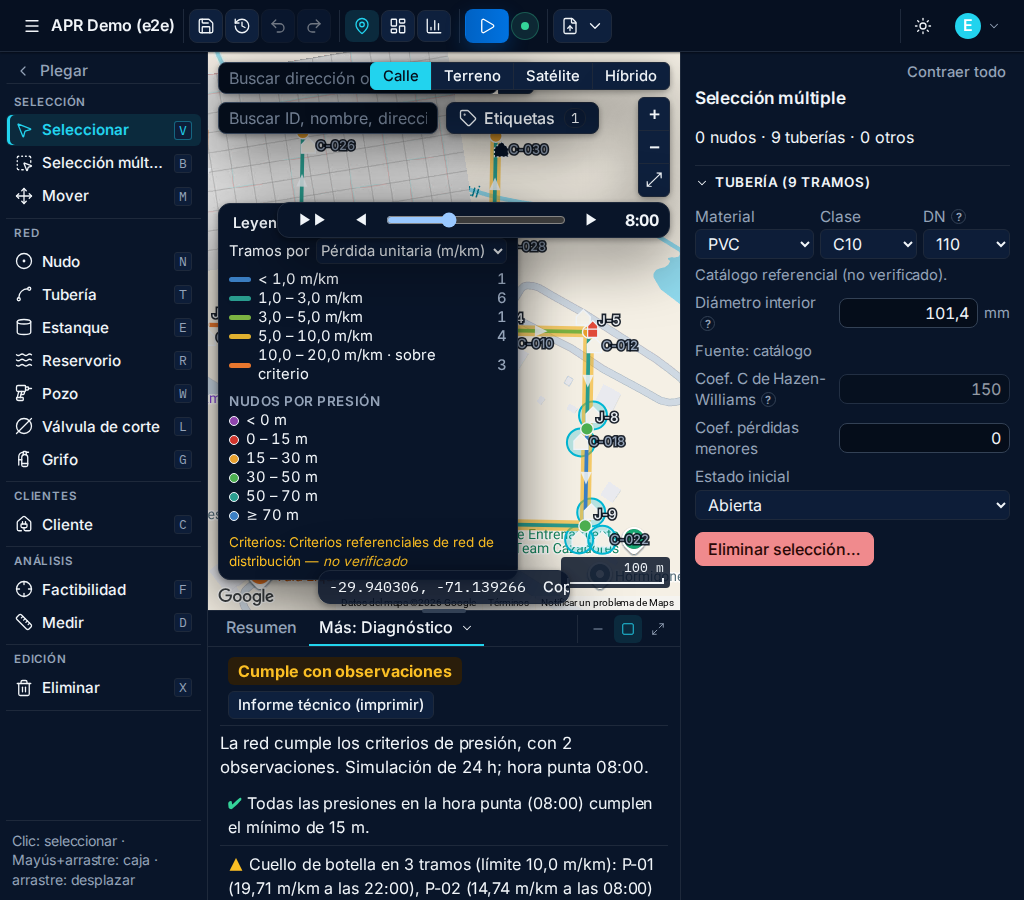 APR Demo (e2e)
E
Plegar
SELECCIÓN
Seleccionar V
Selección múlt... B
Mover M
RED
Nudo N
Tubería T
Estanque E
Reservorio R
Pozo W
Válvula de corte L
Grifo G
CLIENTES
Cliente C
ANÁLISIS
Factibilidad F
Medir D
EDICIÓN
Eliminar X
Clic: seleccionar ·
Mayús+arrastre: caja ·
arrastre: desplazar
Buscar dirección o
Calle Terreno Satélite Híbrido
Buscar ID, nombre, direcci
Etiquetas 1
+
−
C-026
C-030
Leyen
8:00
Tramos por Pérdida unitaria (m/km)
< 1,0 m/km 1
1,0 – 3,0 m/km 6
3,0 – 5,0 m/km 1
5,0 – 10,0 m/km 4
10,0 – 20,0 m/km · sobre
criterio 3
NUDOS POR PRESIÓN
< 0 m
0 – 15 m
15 – 30 m
30 – 50 m
50 – 70 m
≥ 70 m
Criterios: Criterios referenciales de red de
distribución — no verificado
-028
J-5
C-010
C-012
J-8
C-018
J-9
C-022
Team Cazadores
100 m
-29.940306, -71.139266 Cop
Google
Notificar un problema de Maps
Resumen
Más: Diagnóstico
Cumple con observaciones
Informe técnico (imprimir)
La red cumple los criterios de presión, con 2
observaciones. Simulación de 24 h; hora punta 08:00.
✔ Todas las presiones en la hora punta (08:00) cumplen
el mínimo de 15 m.
▲ Cuello de botella en 3 tramos (límite 10,0 m/km): P-01
(19,71 m/km a las 22:00), P-02 (14,74 m/km a las 08:00)
Contraer todo
Selección múltiple
0 nudos · 9 tuberías · 0 otros
TUBERÍA (9 TRAMOS)
Material Clase DN ?
PVC C10 110
Catálogo referencial (no verificado).
Diámetro interior
? 101,4 mm
Fuente: catálogo
Coef. C de Hazen-
Williams ? 150
Coef. pérdidas
menores 0
Estado inicial
Abierta
Eliminar selección...